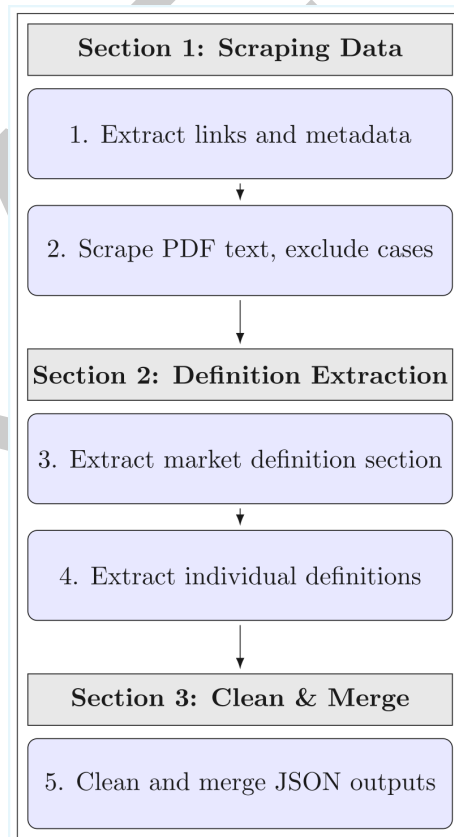 Section 1: Scraping Data
1. Extract links and metadata
2. Scrape PDF text, exclude cases
Section 2: Definition Extraction
3. Extract market definition section
4. Extract individual definitions
Section 3: Clean & Merge
5. Clean and merge JSON outputs